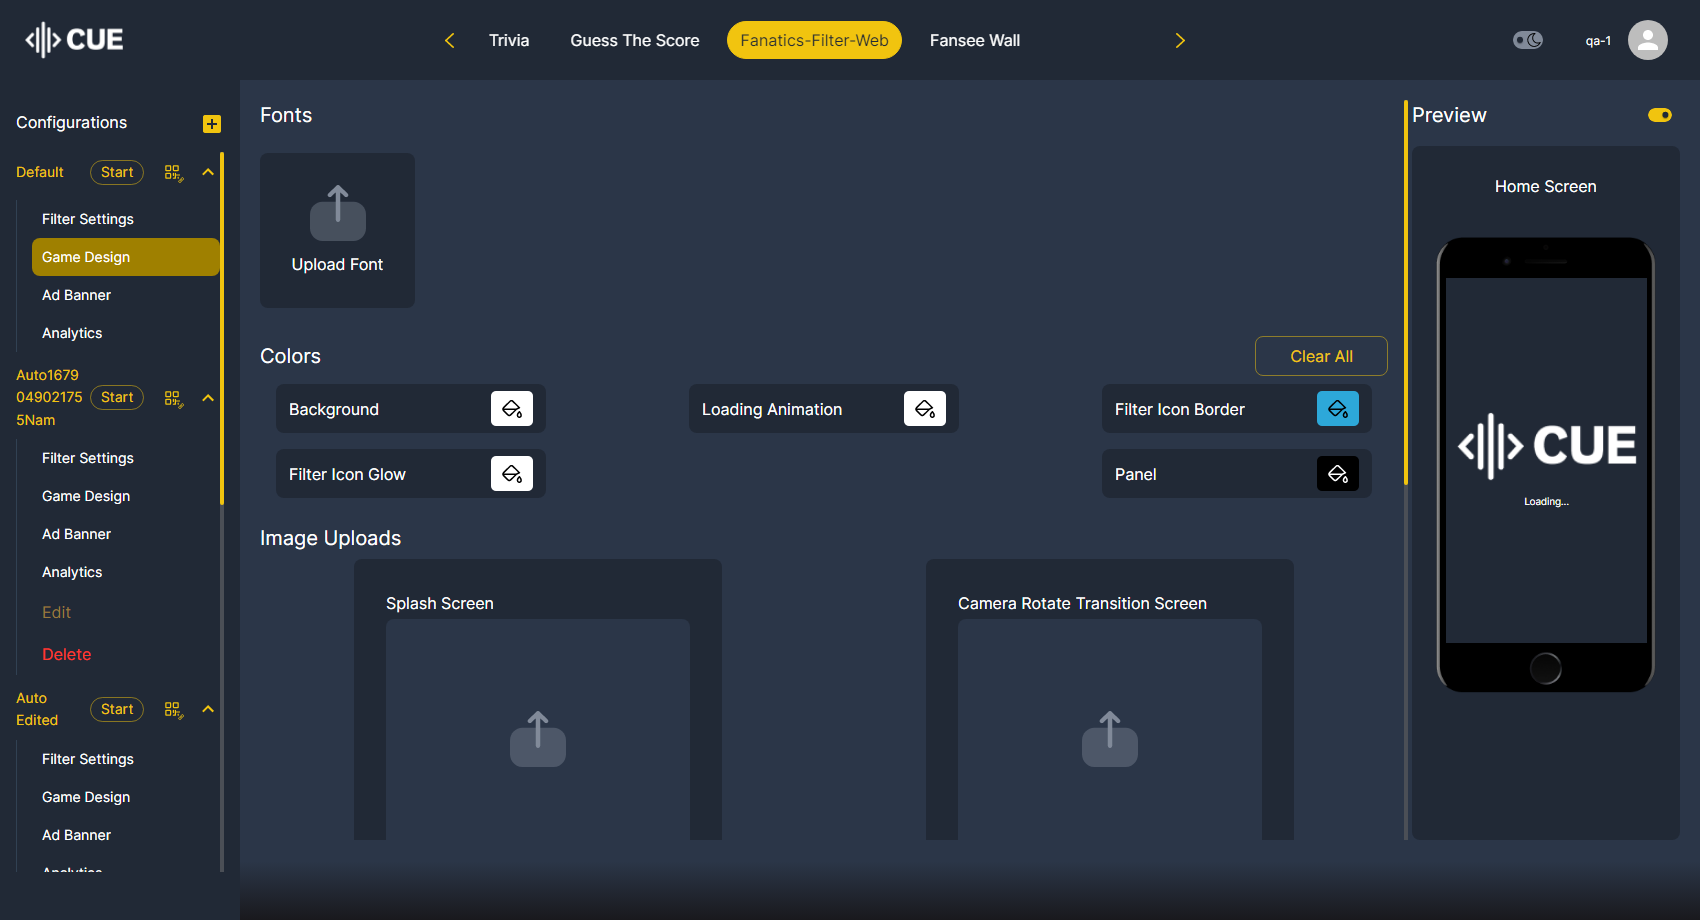 CUE
Trivia
Guess The Score
Fanatics-Filter-Web
Fansee Wall
qa-1
Configurations
Default
Start
Filter Settings
Game Design
Ad Banner
Analytics
Auto1679
04902175
5Nam
Start
Filter Settings
Game Design
Ad Banner
Analytics
Edit
Delete
Auto
Edited
Start
Filter Settings
Game Design
Ad Banner
Analytics
Fonts
Upload Font
Colors
Clear All
Background
Loading Animation
Filter Icon Border
Filter Icon Glow
Panel
Image Uploads
Splash Screen
Camera Rotate Transition Screen
Preview
Home Screen
CUE
Loading...